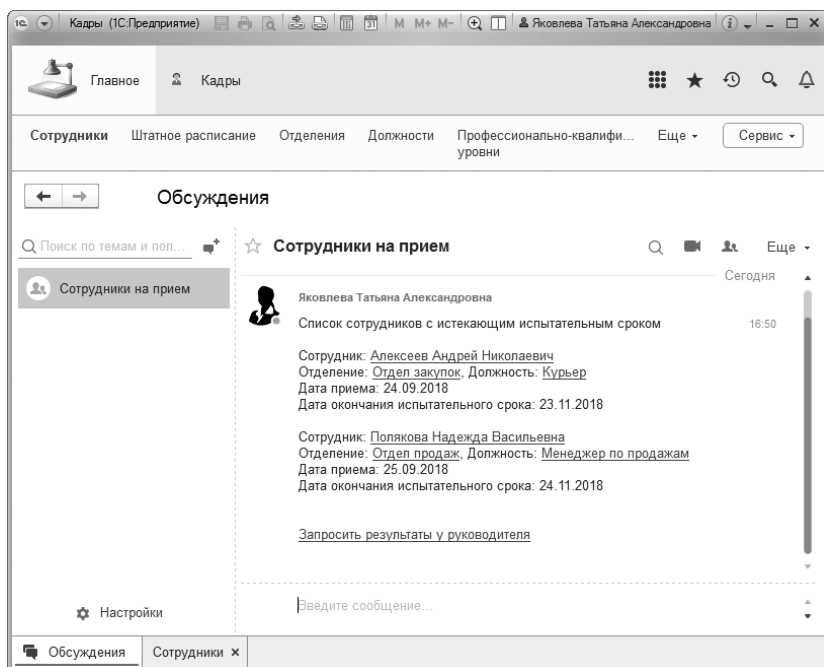 1С Кадры (1С:Предприятие) 31 M M+ M- Яковлева Татьяна Александровна i
Главное Кадры
Сотрудники Штатное расписание Отделения Должности Профессионально-квалифи... Еще Сервис
уровни
Обсуждения
Поиск по темам и пол... Сотрудники на прием Еще
Сегодня
Сотрудники на прием
Яковлева Татьяна Александровна
Список сотрудников с истекающим испытательным сроком 16:50
Сотрудник: Алексеев Андрей Николаевич
Отделение: Отдел закупок, Должность: Курьер
Дата приема: 24.09.2018
Дата окончания испытательного срока: 23.11.2018
Сотрудник: Полякова Надежда Васильевна
Отделение: Отдел продаж, Должность: Менеджер по продажам
Дата приема: 25.09.2018
Дата окончания испытательного срока: 24.11.2018
Запросить результаты у руководителя
Введите сообщение...
Настройки
Обсуждения Сотрудники ×